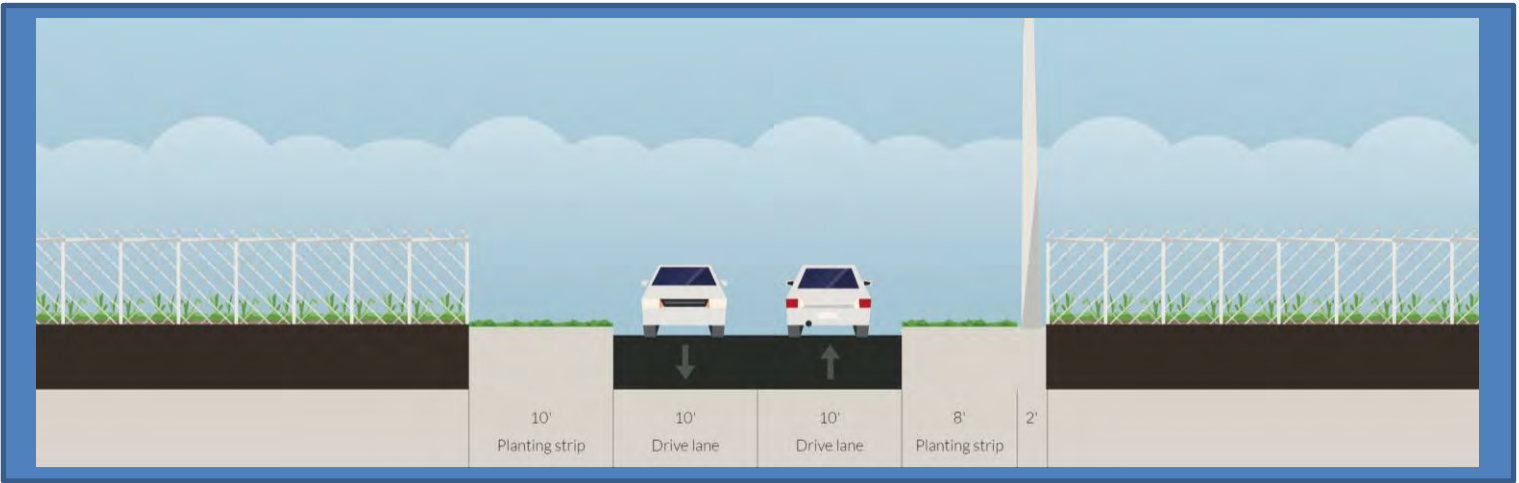 10' 10' 10' 8' 2'
Planting strip Drive lane Drive lane Planting strip